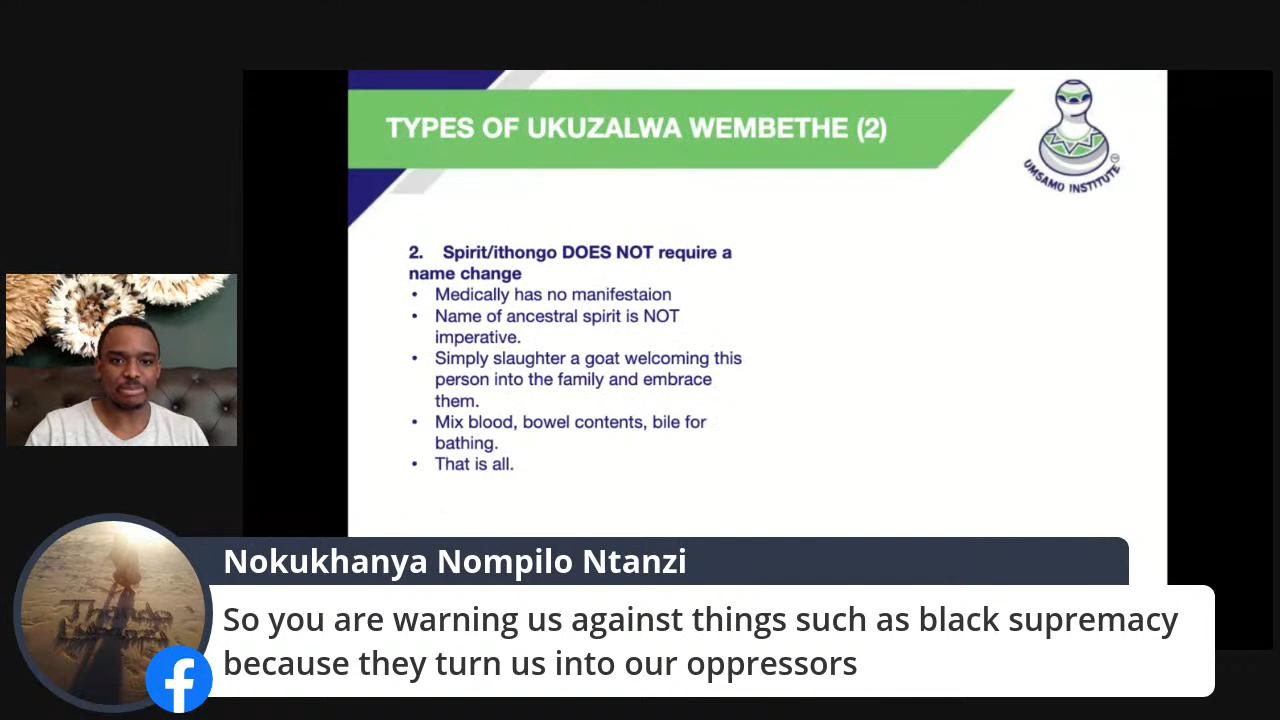 TYPES OF UKUZALWA WEMBETHE (2)
UMSAMO INSTITUTE
2. Spirit/ithongo DOES NOT require a
name change
• Medically has no manifestaion
• Name of ancestral spirit is NOT
imperative.
• Simply slaughter a goat welcoming this
person into the family and embrace
them.
• Mix blood, bowel contents, bile for
bathing.
• That is all.
Nokukhanya Nompilo Ntanzi
So you are warning us against things such as black supremacy
because they turn us into our oppressors